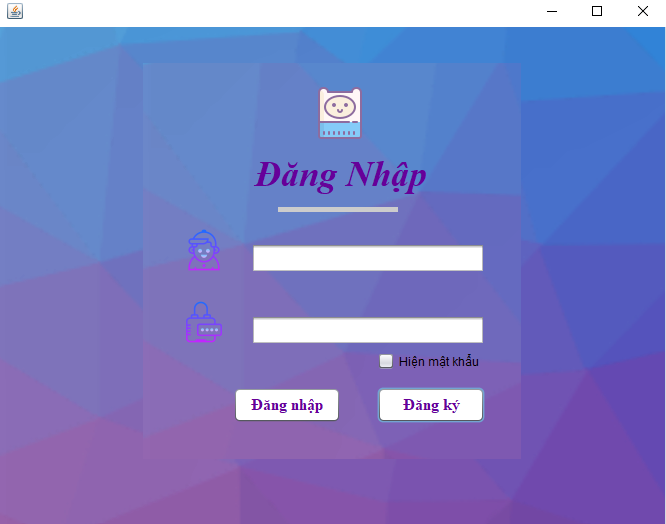 Đăng Nhập
Hiện mật khẩu
Đăng nhập
Đăng ký